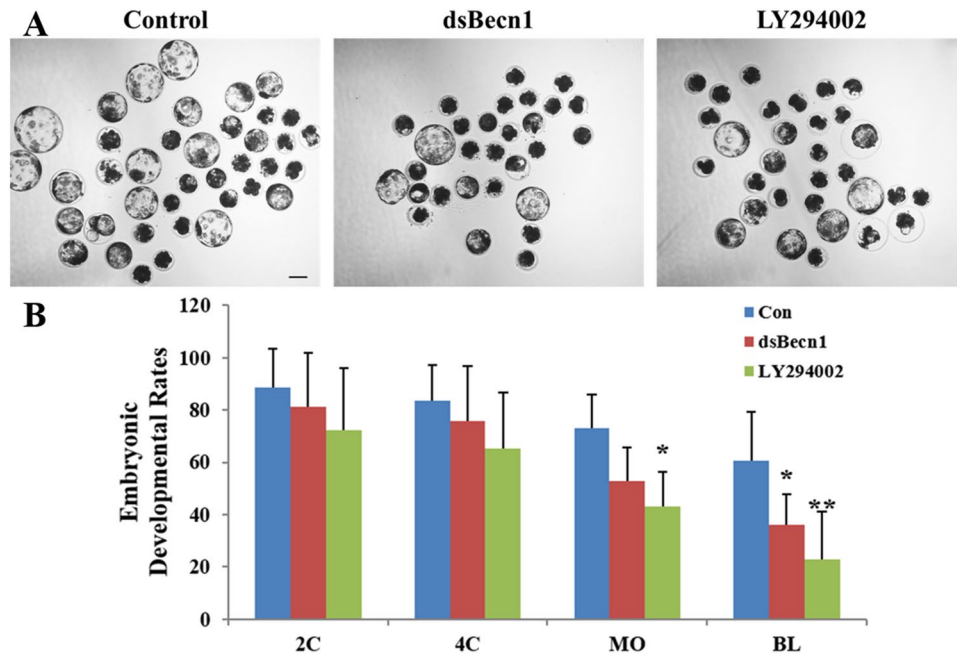 A
Control
dsBecn1
LY294002
B
Embryonic
Developmental Rates
120
100
80
60
40
20
0
Con
dsBecn1
LY294002
*
*
**
2C
4C
MO
BL